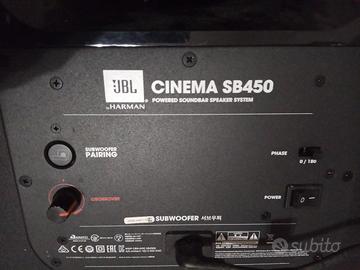 JBL
by HARMAN
CINEMA SB450
POWERED SOUNDBAR SPEAKER SYSTEM
SUBWOOFER
PAIRING
PHASE
0 / 180
CROSSOVER
POWER
SUBWOOFER 서브우퍼
subito